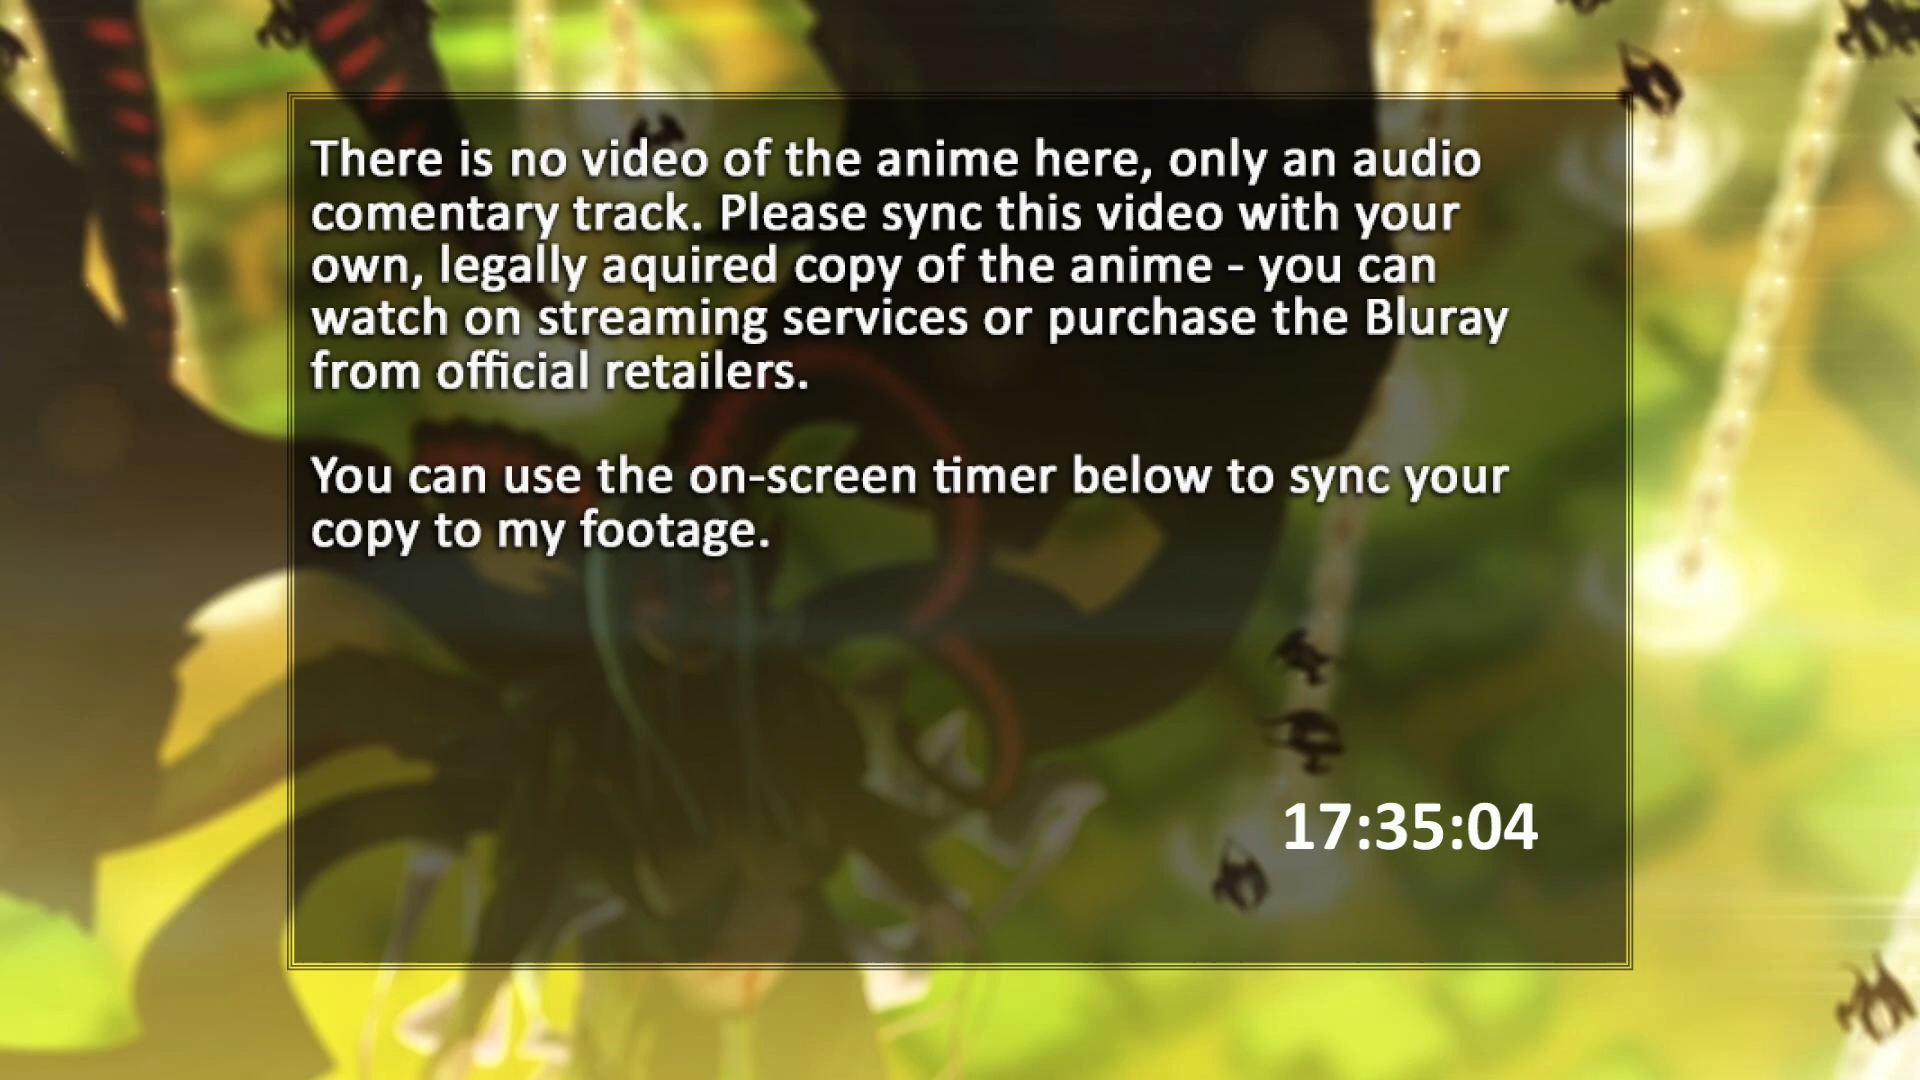 There is no video of the anime here, only an audio
comentary track. Please sync this video with your
own, legally aquired copy of the anime - you can
watch on streaming services or purchase the Bluray
from official retailers.
You can use the on-screen timer below to sync your
copy to my footage.
17:35:04